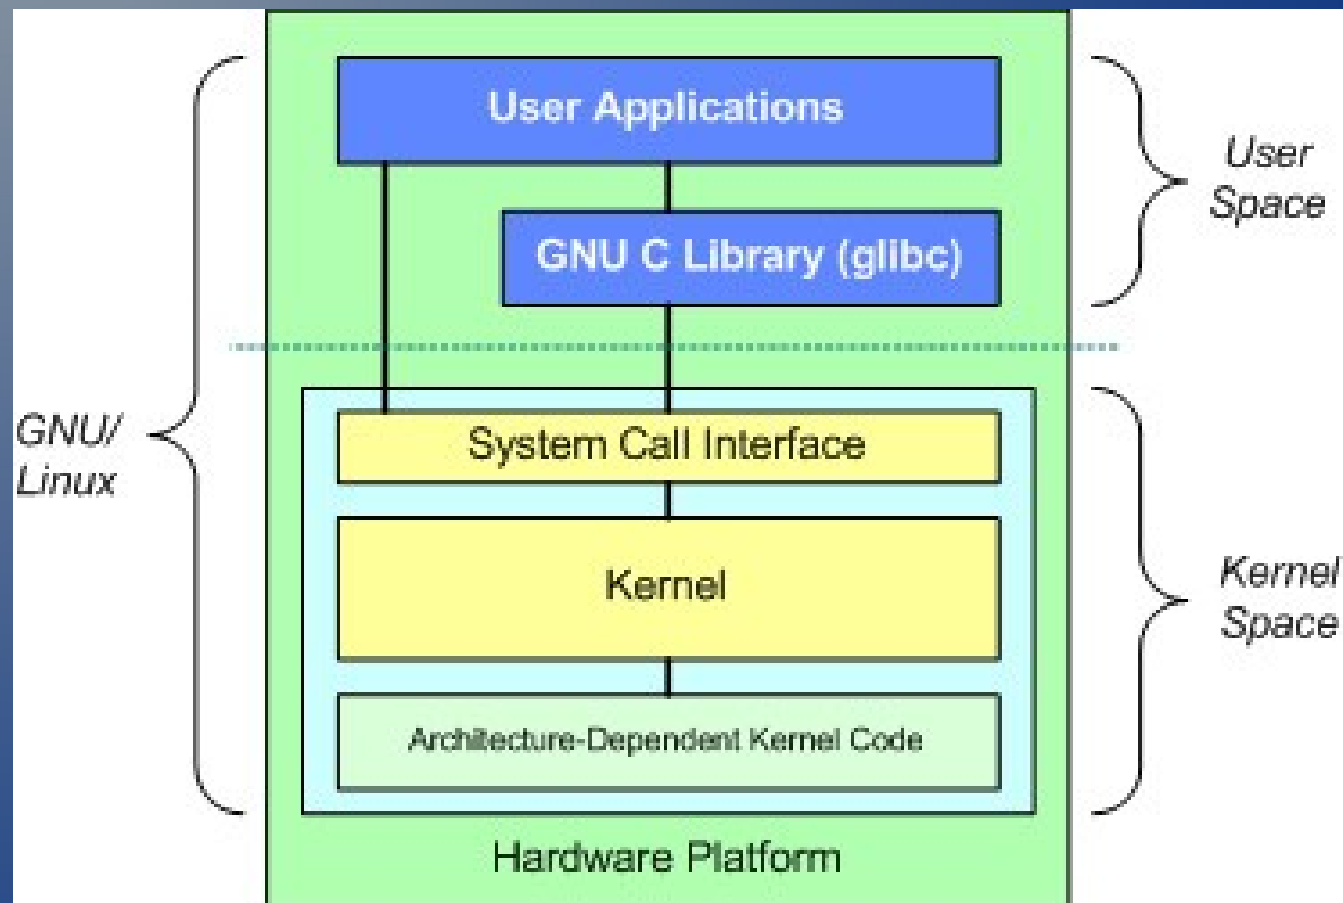 User Applications
User
Space
GNU C Library (glibc)
GNU/
Linux
System Call Interface
Kernel
Kernel
Space
Architecture-Dependent Kernel Code
Hardware Platform